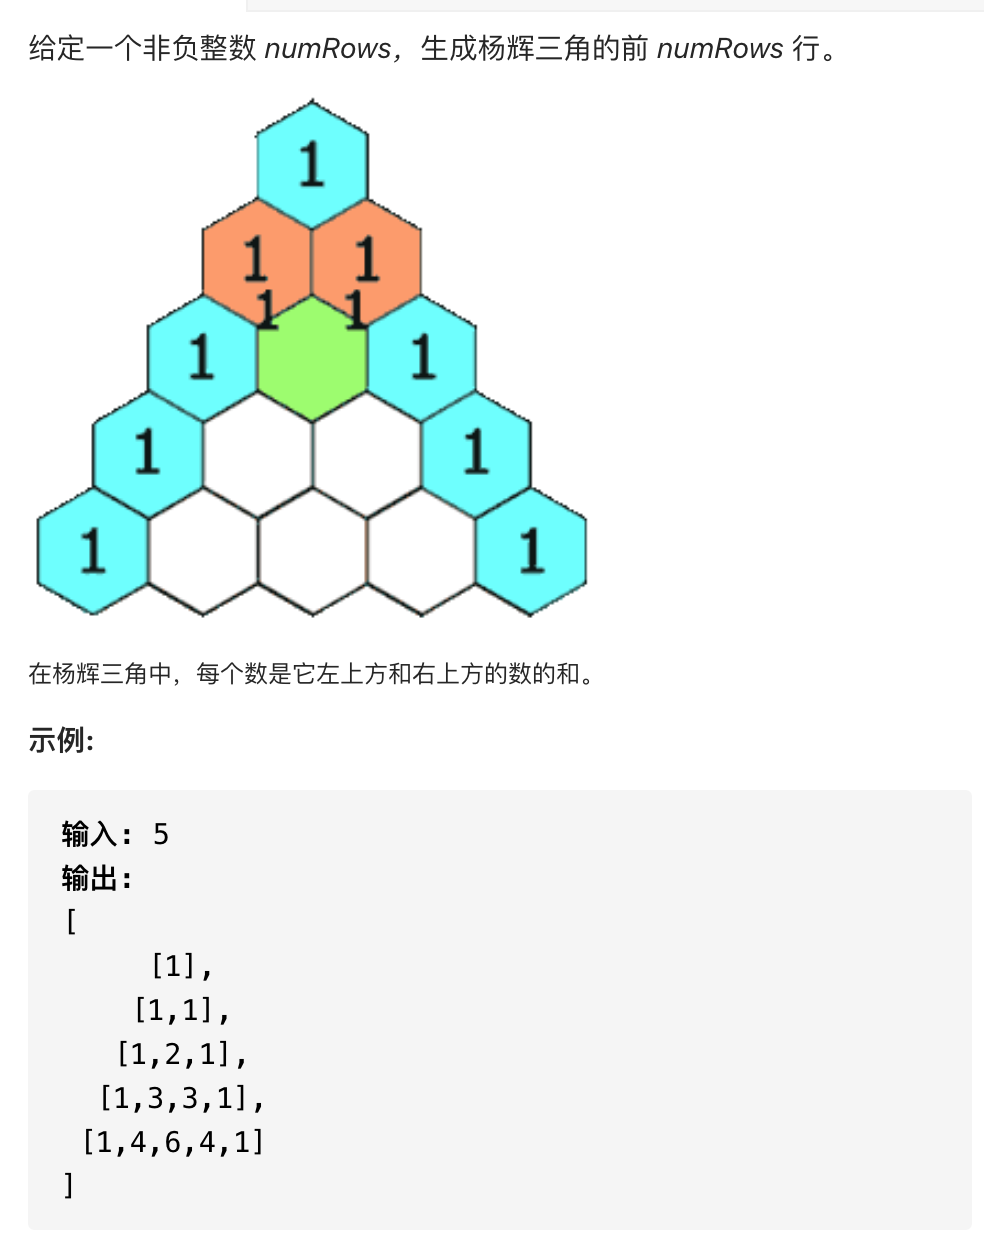 给定一个非负整数 numRows，生成杨辉三角的前 numRows 行。
1
1 1
1 1
1 1
1 1
1 1
在杨辉三角中，每个数是它左上方和右上方的数的和。
示例:
输入: 5
输出:
[
[1],
[1,1],
[1,2,1],
[1,3,3,1],
[1,4,6,4,1]
]